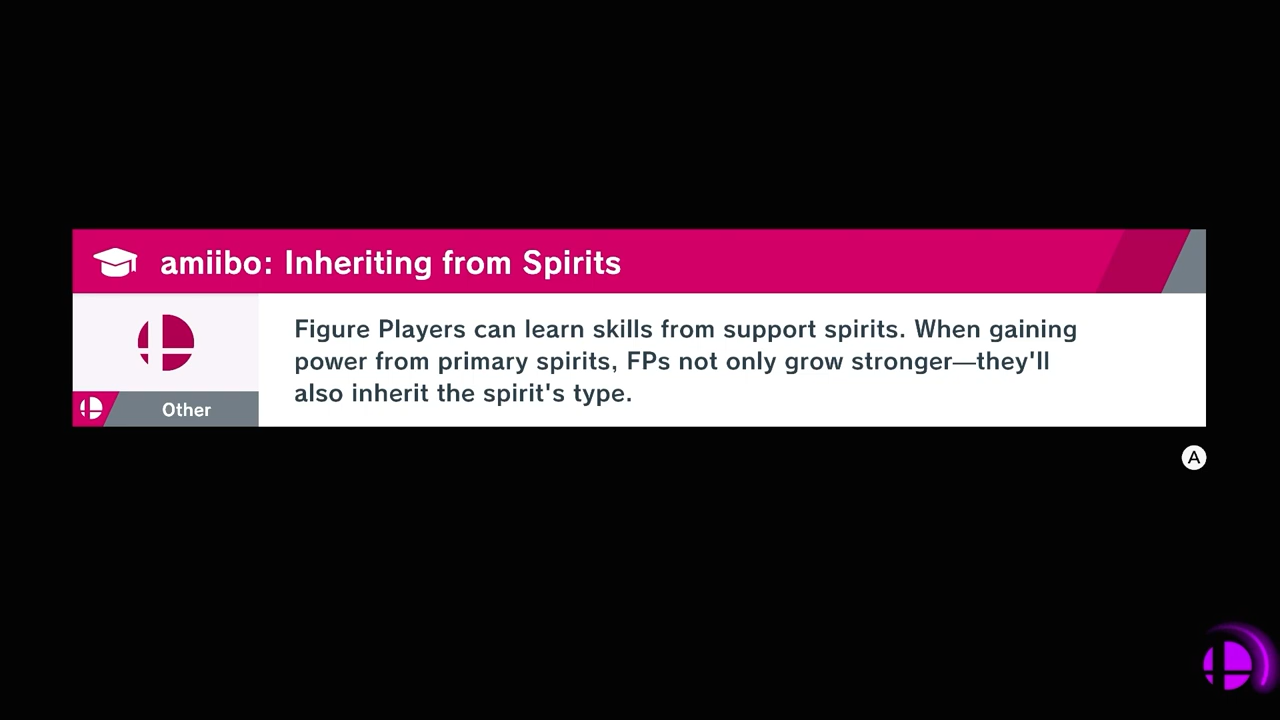 amiibo: Inheriting from Spirits
Figure Players can learn skills from support spirits. When gaining
power from primary spirits, FPs not only grow stronger—they'll
also inherit the spirit's type.
Other
A